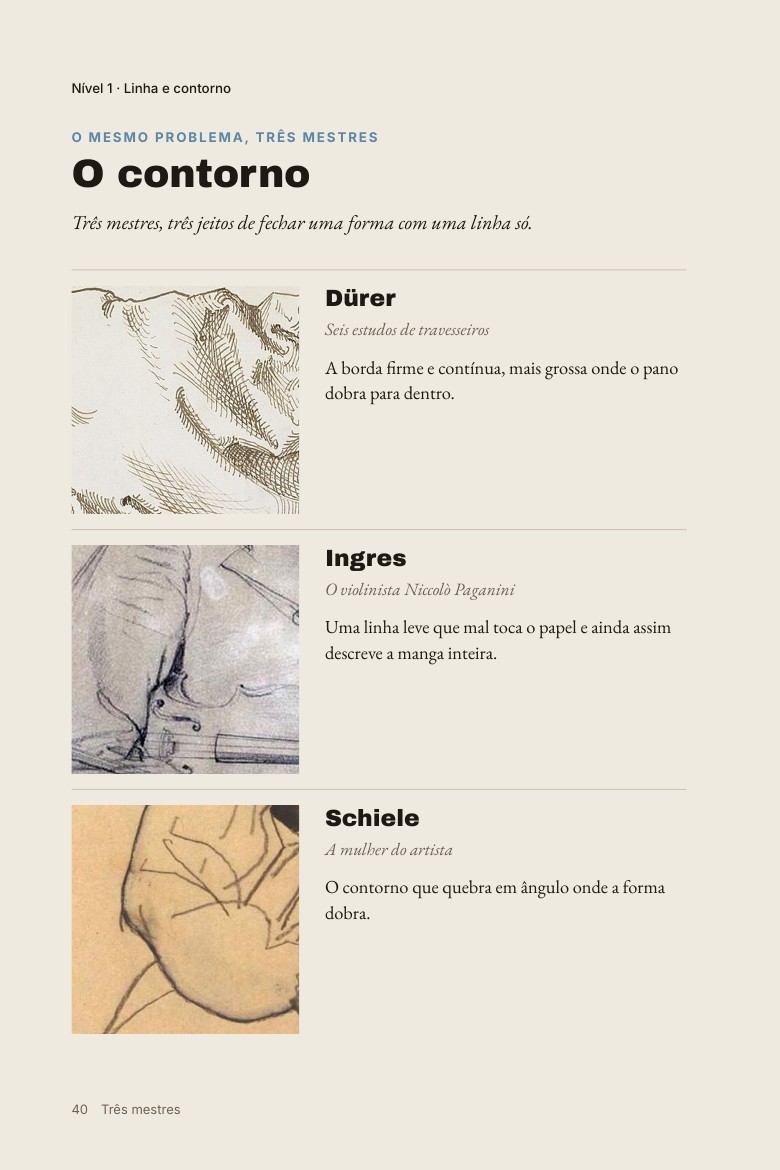 Nível 1 · Linha e contorno
O MESMO PROBLEMA, TRÊS MESTRES
O contorno
Três mestres, três jeitos de fechar uma forma com uma linha só.
Dürer
Seis estudos de travesseiros
A borda firme e contínua, mais grossa onde o pano
dobra para dentro.
Ingres
O violinista Niccolò Paganini
Uma linha leve que mal toca o papel e ainda assim
descreve a manga inteira.
Schiele
A mulher do artista
O contorno que quebra em ângulo onde a forma
dobra.
40 Três mestres